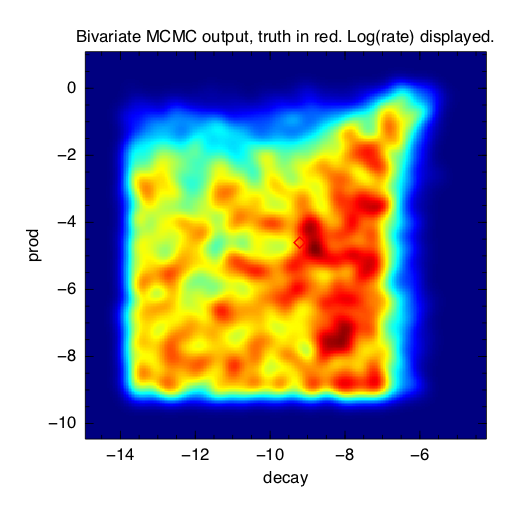 Bivariate MCMC output, truth in red. Log(rate) displayed.
0
−2
−4
−6
−8
−10
prod
−14 −12 −10 −8 −6
decay